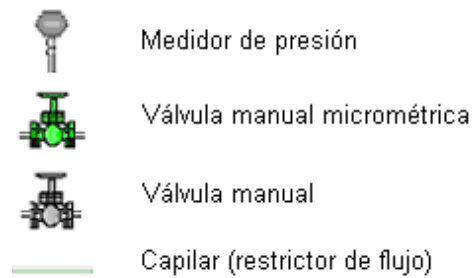 Medidor de presión
Válvula manual micrométrica
Válvula manual
Capilar (restrictor de flujo)